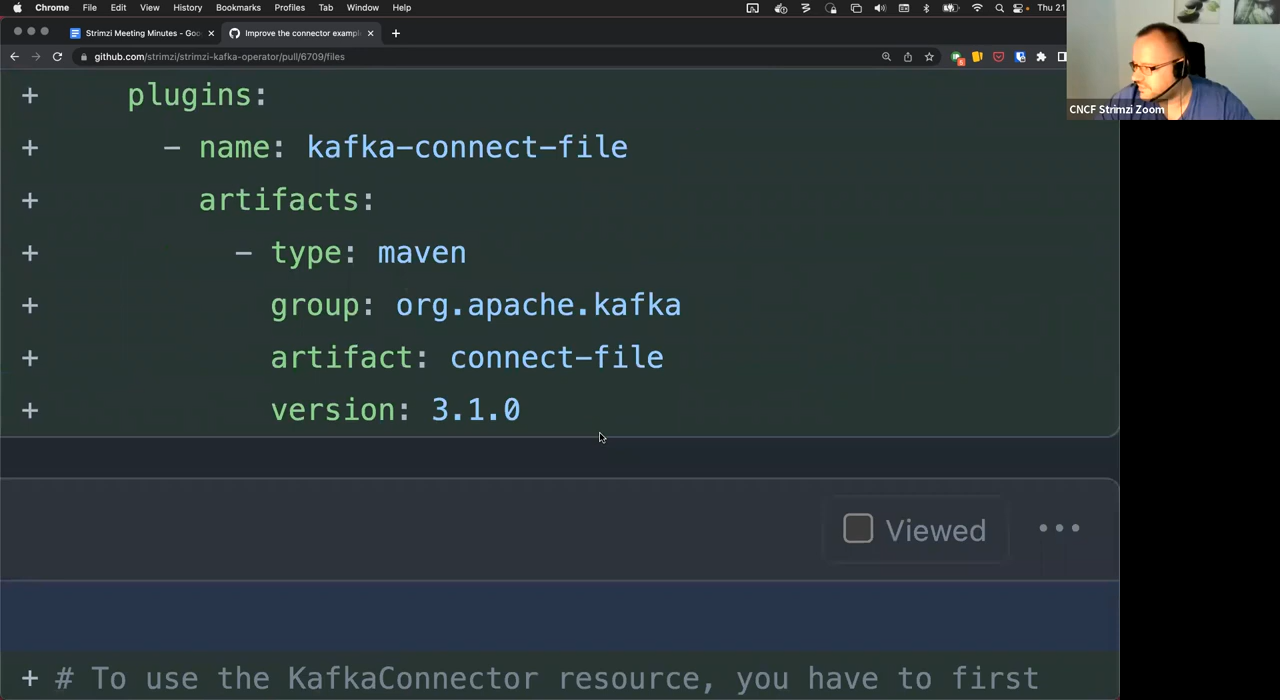 Chrome File Edit View History Bookmarks Profiles Tab Window Help Thu 21
Strimzi Meeting Minutes - Goo Improve the connector exampl
github.com/strimzi/strimzi-kafka-operator/pull/6709/files
CNCF Strimzi Zoom
+ plugins:
+ - name: kafka-connect-file
+ artifacts:
+ - type: maven
+ group: org.apache.kafka
+ artifact: connect-file
+ version: 3.1.0
Viewed
+ # To use the KafkaConnector resource, you have to first